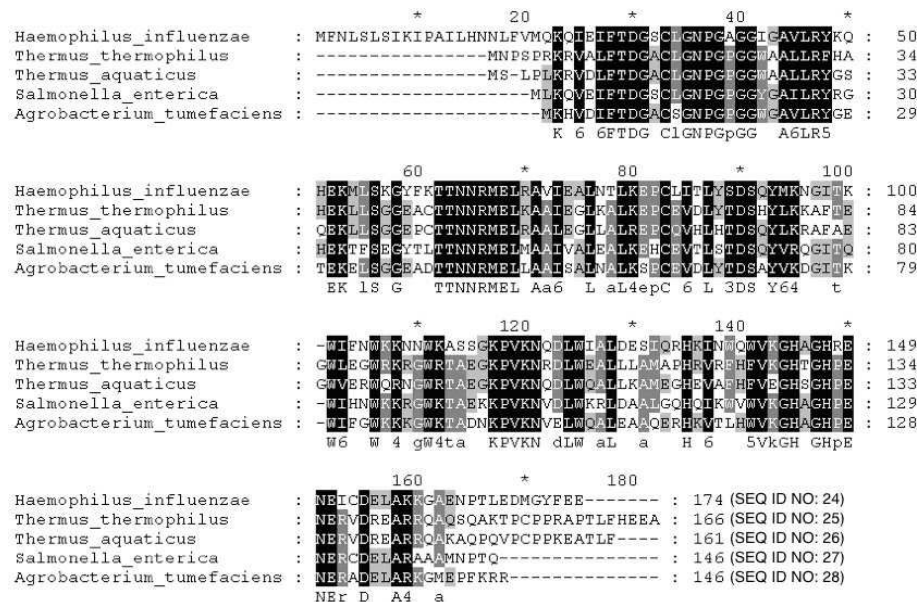 * 20 * 40 *
Haemophilus_influenzae : MFNLSLSIKIPAILHNNLFVMQKQIEIFTDGSCLGNPGAGGIGAVLRYKQ : 50
Thermus_thermophilus : ----------------MNPSPRKRVALFTDGACLGNPGPGGWAALLRFHA : 34
Thermus_aquaticus : ----------------MS-LPLKRVDLFTDGACLGNPGPGGWAALLRYGS : 33
Salmonella_enterica : --------------------MLKQVEIFTDGSCLGNPGPGGYGAILRYRG : 30
Agrobacterium_tumefaciens : ---------------------MKHVDIFTDGACSGNPGPGGWGAVLRYGE : 29
K 6 6FTDG ClGNPGpGG A6LR5
60 * 80 * 100
Haemophilus_influenzae : HEKMLSKGYFKTTNNRMELRAVIEALNTLKEPCLITLYSDSQYMKNGITK : 100
Thermus_thermophilus : HEKLLSGGEACTTNNRMELKAAIEGLKALKEPCEVDLYTDSHYLKKAFTE : 84
Thermus_aquaticus : QEKLLSGGEPCTTNNRMELRAALEGLLALKEPCQVHLHTDSQYLKRAFAE : 83
Salmonella_enterica : HEKTFSEGYTLTTNNRMELMAAIVALEALKEHCEVTLSTDSQYVRQGITQ : 80
Agrobacterium_tumefaciens : TEKELSGGEADTTNNRMELLAAISALNALKSPCEVDLYTDSAYVKDGITK : 79
EK lS G TTNNRMEL Aa6 L aL4epC 6 L 3DS Y64 t
* 120 * 140 *
Haemophilus_influenzae : -WIFNWKKNNWKASSGKPVKNQDLWIALDESIQRHKINWQWVKGHAGHRE : 149
Thermus_thermophilus : GWLEGWRKRGWRTAEGKPVKNRDLWEALLLAMAPHRVRFHFVKGHTGHPE : 134
Thermus_aquaticus : GWVERWQRNGWRTAEGKPVKNQDLWQALLKAMEGHEVAFHFVEGHSGHPE : 133
Salmonella_enterica : -WIHNWKKRGWKTAEKKPVKNVDLWKRLDAALGQHQIKWVWVKGHAGHPE : 129
Agrobacterium_tumefaciens : -WIFGWKKNGWKTADNKPVKNVELWQALEAAQERHKVTLHWVKGHAGHPE : 128
W6 W 4 gW4ta KPVKN dLW aL a H 6 5VkGH GHpE
160 * 180
Haemophilus_influenzae : NEICDELAKKGAENPTLEDMGYFEE------- : 174 (SEQ ID NO: 24)
Thermus_thermophilus : NERVDREARRQAQSQAKTPCPPRAPTLFHEEA : 166 (SEQ ID NO: 25)
Thermus_aquaticus : NERVDREARRQAKAQPQVPCPPKEATLF---- : 161 (SEQ ID NO: 26)
Salmonella_enterica : NERCDELARAAAMNPTQ--------------- : 146 (SEQ ID NO: 27)
Agrobacterium_tumefaciens : NERADELARKGMEPFKRR-------------- : 146 (SEQ ID NO: 28)
NEr D A4 a